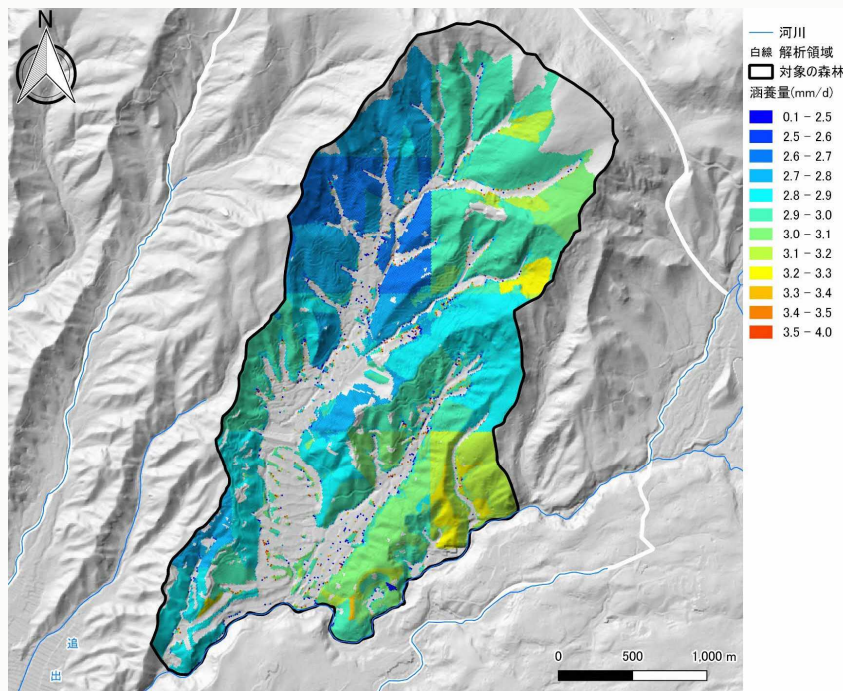 N
河川
白線 解析領域
対象の森林
涵養量(mm/d)
0.1 - 2.5
2.5 - 2.6
2.6 - 2.7
2.7 - 2.8
2.8 - 2.9
2.9 - 3.0
3.0 - 3.1
3.1 - 3.2
3.2 - 3.3
3.3 - 3.4
3.4 - 3.5
3.5 - 4.0
追
出
0 500 1,000 m